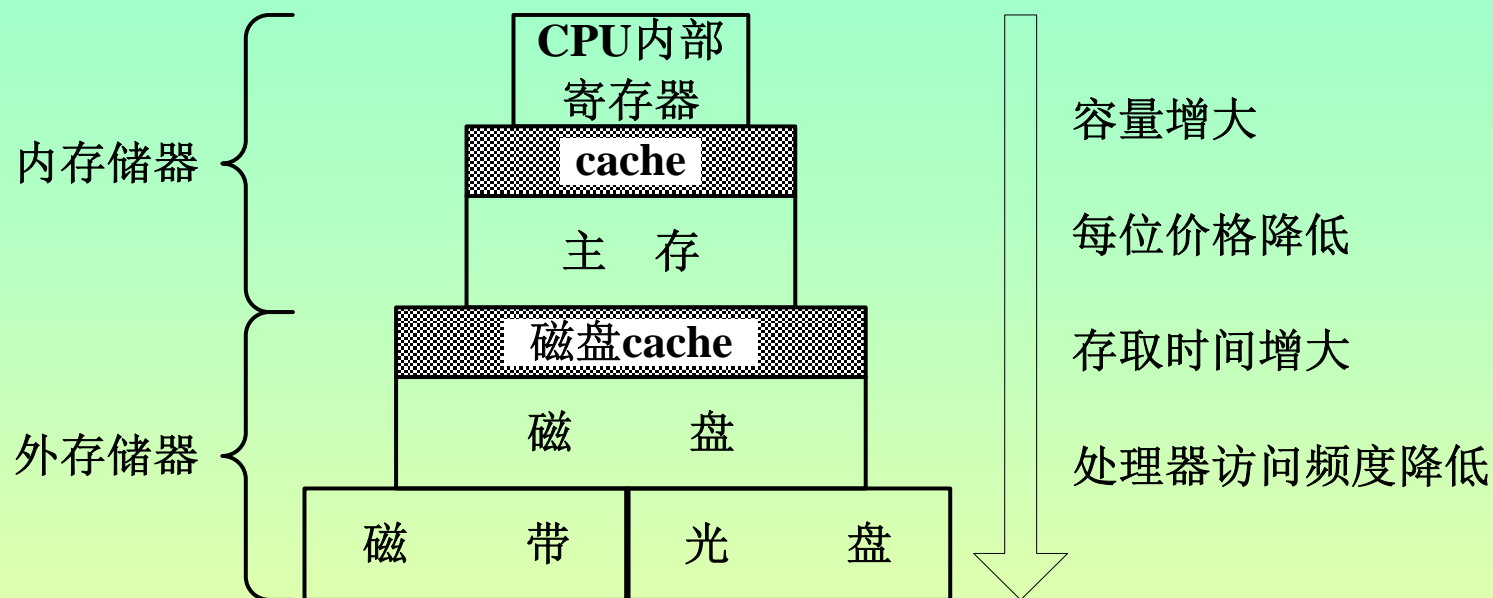 CPU内部
寄存器
cache
主 存
磁盘cache
磁 盘
磁 带
光 盘
内存储器
外存储器
容量增大
每位价格降低
存取时间增大
处理器访问频度降低